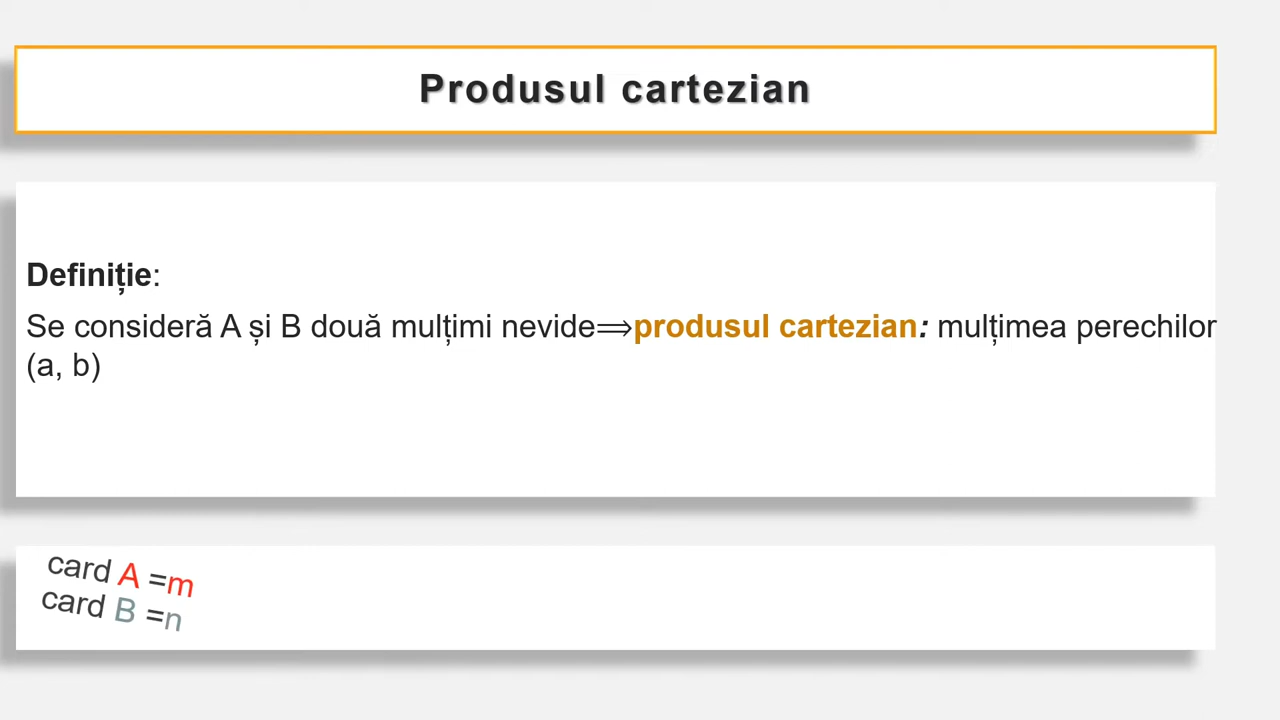 Produsul cartezian
Definiție:
Se consideră A și B două mulțimi nevide⟹produsul cartezian: mulțimea perechilor
(a, b)
card A =m
card B =n